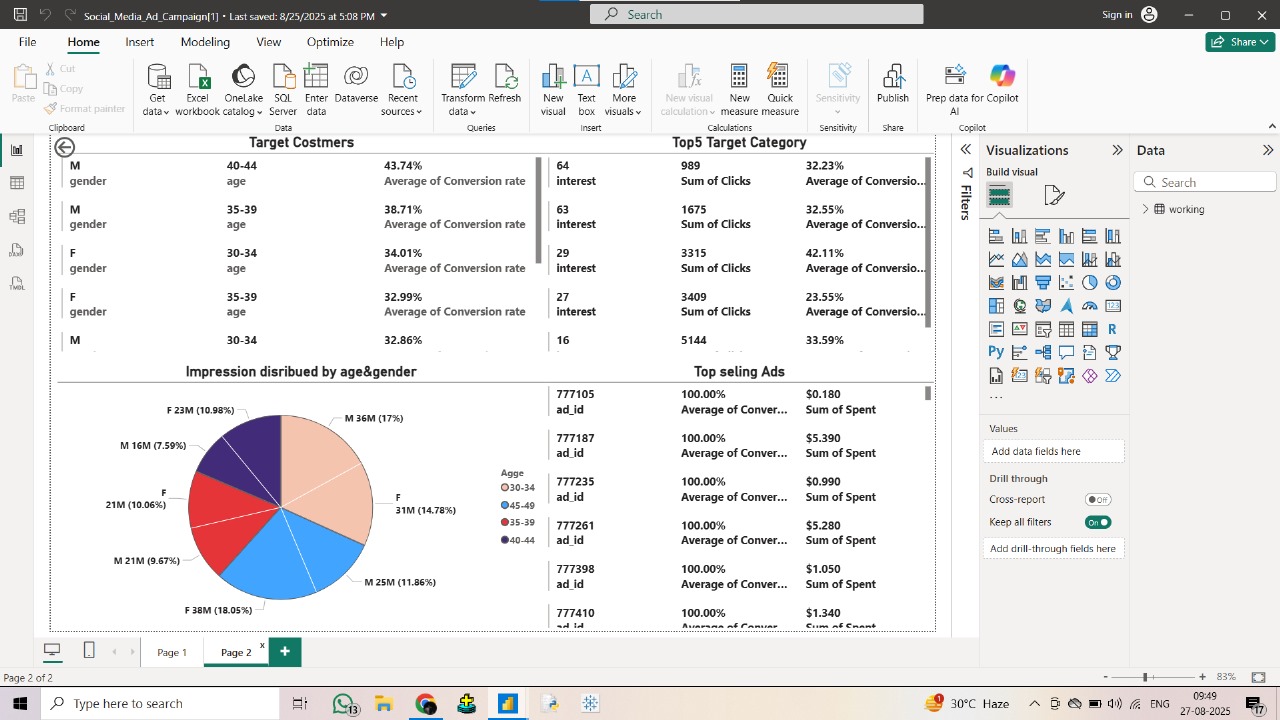 Social_Media_Ad_Campaign[1] • Last saved: 8/25/2025 at 5:08 PM
Search
Sign in
File
Home
Insert
Modeling
View
Optimize
Help
Share
Paste
Cut
Copy
Format painter
Clipboard
Get data
Excel workbook
OneLake catalog
SQL Server
Enter data
Dataverse
Recent sources
Data
Transform data
Refresh
Queries
New visual
Text box
More visuals
Insert
New visual calculation
New measure
Quick measure
Calculations
Sensitivity
Sensitivity
Publish
Share
Prep data for AI
Copilot
Copilot
Target Costmers
M 40-44 43.74%
gender age Average of Conversion rate
M 35-39 38.71%
gender age Average of Conversion rate
F 30-34 34.01%
gender age Average of Conversion rate
F 35-39 32.99%
gender age Average of Conversion rate
M 30-34 32.86%
Top5 Target Category
64 989 32.23%
interest Sum of Clicks Average of Conversio...
63 1675 32.55%
interest Sum of Clicks Average of Conversio...
29 3315 42.11%
interest Sum of Clicks Average of Conversio...
27 3409 23.55%
interest Sum of Clicks Average of Conversio...
16 5144 33.59%
Impression disribued by age&gender
F 23M (10.98%)
M 36M (17%)
M 16M (7.59%)
F
21M (10.06%)
F
31M (14.78%)
M 21M (9.67%)
M 25M (11.86%)
F 38M (18.05%)
Agge
30-34
45-49
35-39
40-44
Top seling Ads
777105 100.00% $0.180
ad_id Average of Conver... Sum of Spent
777187 100.00% $5.390
ad_id Average of Conver... Sum of Spent
777235 100.00% $0.990
ad_id Average of Conver... Sum of Spent
777261 100.00% $5.280
ad_id Average of Conver... Sum of Spent
777398 100.00% $1.050
ad_id Average of Conver... Sum of Spent
777410 100.00% $1.340
ad_id Average of Conver... Sum of Spent
Filters
Visualizations
Build visual
123
R
Py
...
Values
Add data fields here
Drill through
Cross-report
Off
Keep all filters
On
Add drill-through fields here
Data
Search
working
TMDL
Page 1
Page 2
x
+
Page 2 of 2
- + 83%
Type here to search
13
1
30°C Haze
ENG
09:49
27-08-2025
17